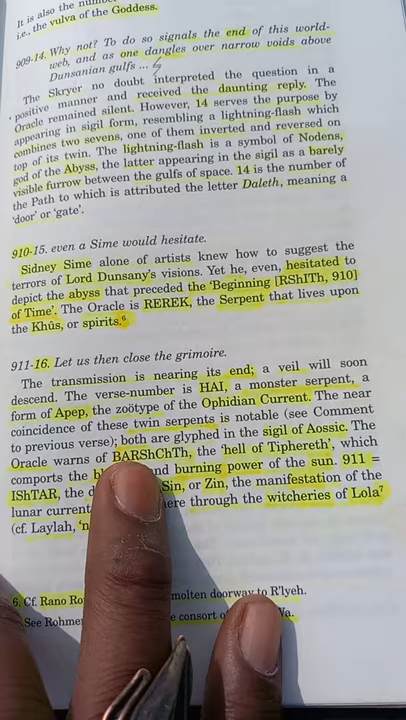 It is also the number
i.e., the vulva of the Goddess.
909-14. Why not? To do so signals the end of this world-
web, and as one dangles over narrow voids above
Dunsanian gulfs ...
The Skryer no doubt interpreted the question in a
positive manner and received the daunting reply. The
Oracle remained silent. However, 14 serves the purpose by
appearing in sigil form, resembling a lightning-flash which
combines two sevens, one of them inverted and reversed on
top of its twin. The lightning-flash is a symbol of Nodens,
god of the Abyss, the latter appearing in the sigil as a barely
visible furrow between the gulfs of space. 14 is the number of
the Path to which is attributed the letter Daleth, meaning a
'door' or 'gate'.
910-15. even a Sime would hesitate.
Sidney Sime alone of artists knew how to suggest the
terrors of Lord Dunsany's visions. Yet he, even, hesitated to
depict the abyss that preceded the 'Beginning [RShITh, 910]
of Time'. The Oracle is REREK, the Serpent that lives upon
the Khûs, or spirits.6
911-16. Let us then close the grimoire.
The transmission is nearing its end; a veil will soon
descend. The verse-number is HAI, a monster serpent, a
form of Apep, the zoötype of the Ophidian Current. The near
coincidence of these twin serpents is notable (see Comment
to previous verse); both are glyphed in the sigil of Aossic. The
Oracle warns of BARShChTh, the 'hell of Tiphereth', which
comports the and burning power of the sun. 911 =
IShTAR, the Sin, or Zin, the manifestation of the
lunar current through the witcheries of Lola7
(cf. Laylah,
6. Cf. Rano molten doorway to R'lyeh.
See consort